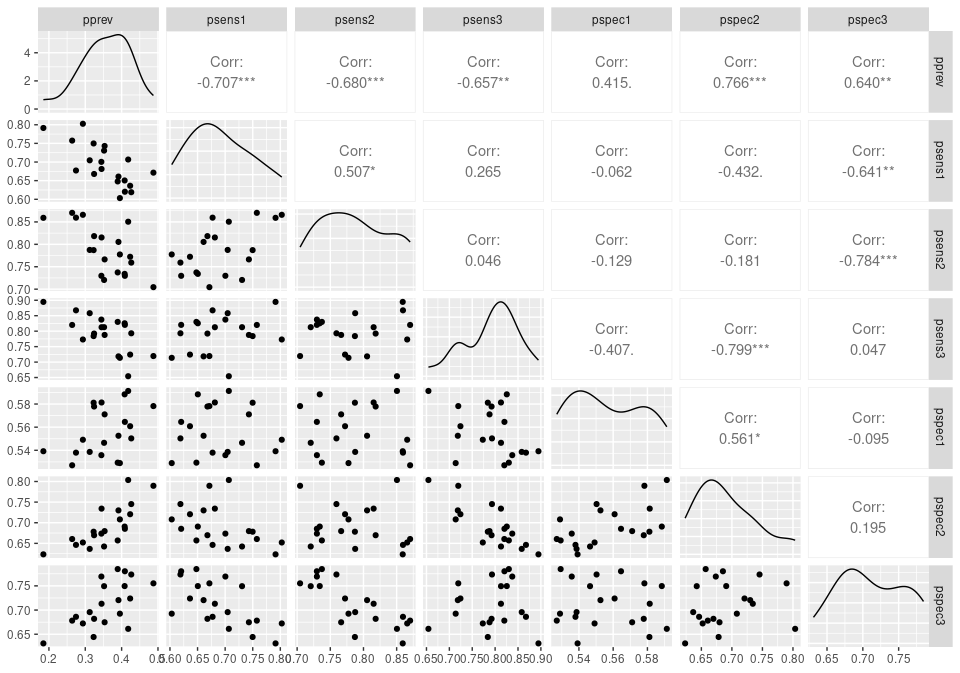 pprev psens1 psens2 psens3 pspec1 pspec2 pspec3
4
2
0
Corr:
-0.707***
Corr:
-0.680***
Corr:
-0.657**
Corr:
0.415.
Corr:
0.766***
Corr:
0.640**
pprev
0.80
0.75
0.70
0.65
0.60
Corr:
0.507*
Corr:
0.265
Corr:
-0.062
Corr:
-0.432.
Corr:
-0.641**
psens1
0.85
0.80
0.75
0.70
Corr:
0.046
Corr:
-0.129
Corr:
-0.181
Corr:
-0.784***
psens2
0.90
0.85
0.80
0.75
0.70
0.65
Corr:
-0.407.
Corr:
-0.799***
Corr:
0.047
psens3
0.58
0.56
0.54
Corr:
0.561*
Corr:
-0.095
pspec1
0.80
0.75
0.70
0.65
Corr:
0.195
pspec2
0.75
0.70
0.65
pspec3
0.2 0.3 0.4 0.5 0.60 0.65 0.70 0.75 0.80 0.70 0.75 0.80 0.85 0.65 0.70 0.75 0.80 0.85 0.90 0.54 0.56 0.58 0.65 0.70 0.75 0.80 0.65 0.70 0.75